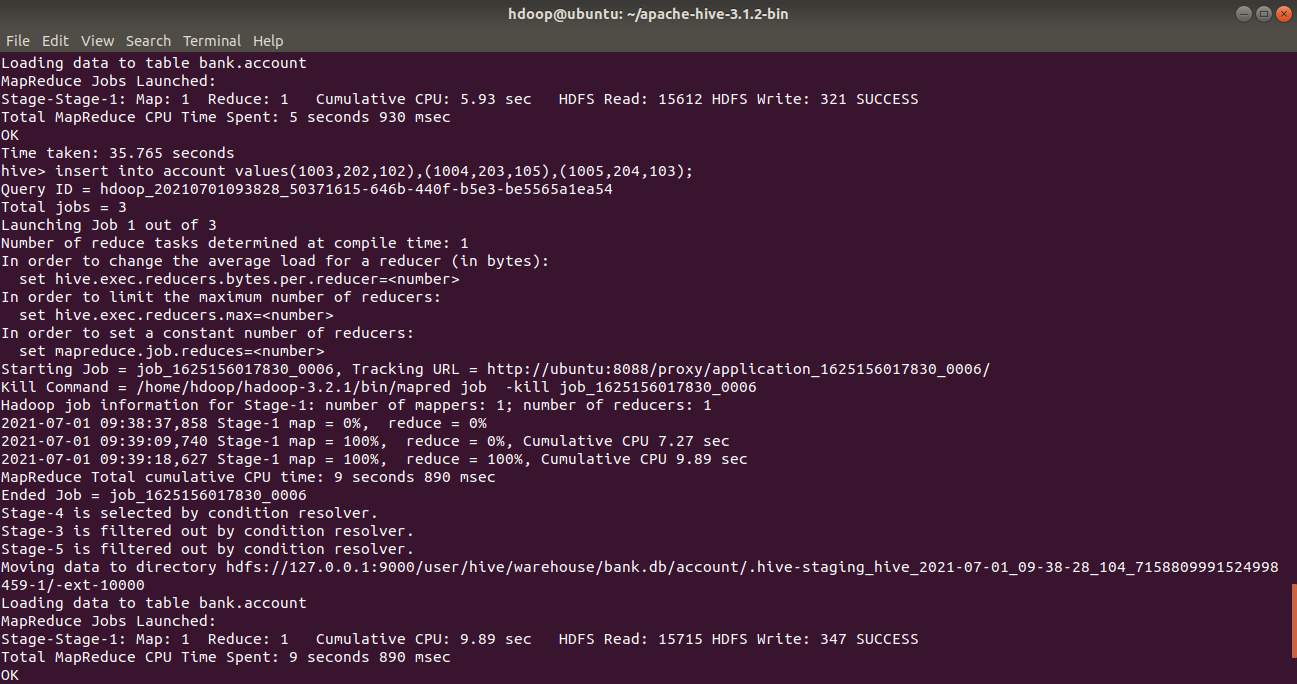 hdoop@ubuntu: ~/apache-hive-3.1.2-bin
File Edit View Search Terminal Help
Loading data to table bank.account
MapReduce Jobs Launched:
Stage-Stage-1: Map: 1  Reduce: 1   Cumulative CPU: 5.93 sec   HDFS Read: 15612 HDFS Write: 321 SUCCESS
Total MapReduce CPU Time Spent: 5 seconds 930 msec
OK
Time taken: 35.765 seconds
hive> insert into account values(1003,202,102),(1004,203,105),(1005,204,103);
Query ID = hdoop_20210701093828_50371615-646b-440f-b5e3-be5565a1ea54
Total jobs = 3
Launching Job 1 out of 3
Number of reduce tasks determined at compile time: 1
In order to change the average load for a reducer (in bytes):
  set hive.exec.reducers.bytes.per.reducer=<number>
In order to limit the maximum number of reducers:
  set hive.exec.reducers.max=<number>
In order to set a constant number of reducers:
  set mapreduce.job.reduces=<number>
Starting Job = job_1625156017830_0006, Tracking URL = http://ubuntu:8088/proxy/application_1625156017830_0006/
Kill Command = /home/hdoop/hadoop-3.2.1/bin/mapred job  -kill job_1625156017830_0006
Hadoop job information for Stage-1: number of mappers: 1; number of reducers: 1
2021-07-01 09:38:37,858 Stage-1 map = 0%,  reduce = 0%
2021-07-01 09:39:09,740 Stage-1 map = 100%,  reduce = 0%, Cumulative CPU 7.27 sec
2021-07-01 09:39:18,627 Stage-1 map = 100%,  reduce = 100%, Cumulative CPU 9.89 sec
MapReduce Total cumulative CPU time: 9 seconds 890 msec
Ended Job = job_1625156017830_0006
Stage-4 is selected by condition resolver.
Stage-3 is filtered out by condition resolver.
Stage-5 is filtered out by condition resolver.
Moving data to directory hdfs://127.0.0.1:9000/user/hive/warehouse/bank.db/account/.hive-staging_hive_2021-07-01_09-38-28_104_7158809991524998
459-1/-ext-10000
Loading data to table bank.account
MapReduce Jobs Launched:
Stage-Stage-1: Map: 1  Reduce: 1   Cumulative CPU: 9.89 sec   HDFS Read: 15715 HDFS Write: 347 SUCCESS
Total MapReduce CPU Time Spent: 9 seconds 890 msec
OK